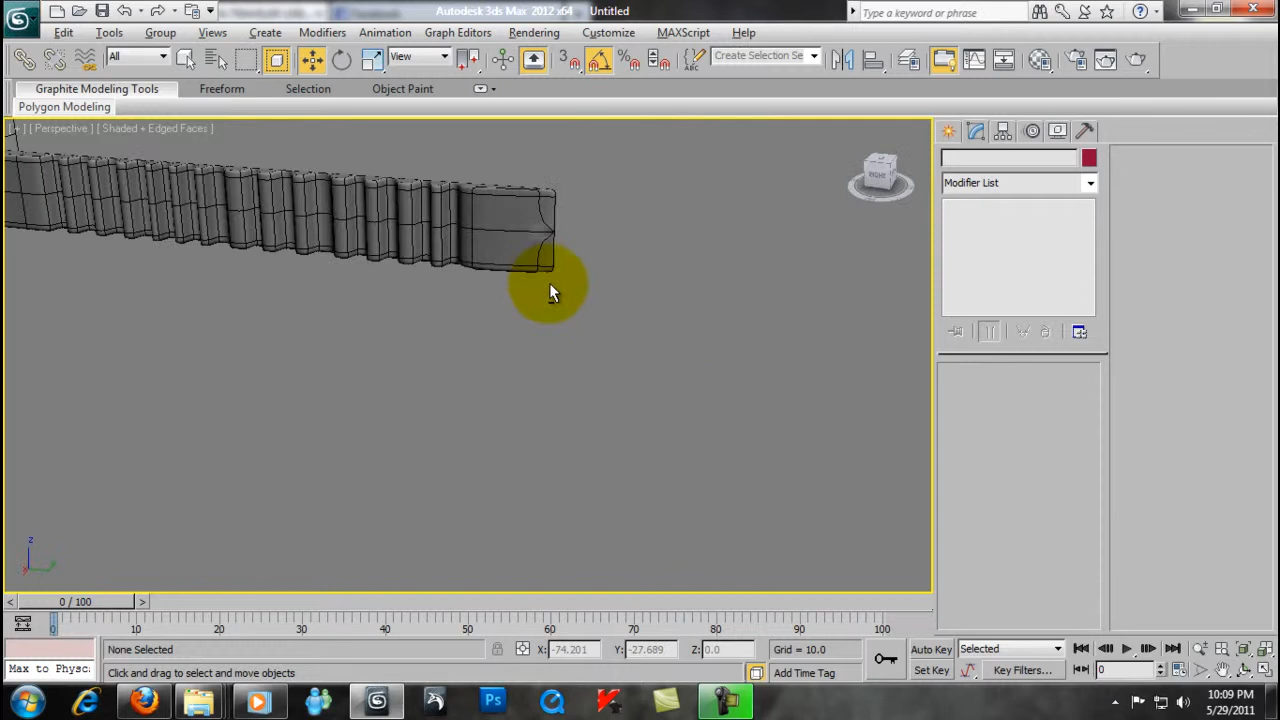 Autodesk 3ds Max 2012 x64 Untitled
Type a keyword or phrase
Edit Tools Group Views Create Modifiers Animation Graph Editors Rendering Customize MAXScript Help
All View 3 Create Selection Se
Graphite Modeling Tools Freeform Selection Object Paint
Polygon Modeling
[ + ] [ Perspective ] [ Shaded + Edged Faces ]
RIGHT
Modifier List
z
x
0 / 100
0 10 20 30 40 50 60 70 80 90 100
None Selected X: -74.201 Y: -27.689 Z: 0.0 Grid = 10.0 Auto Key Selected
Max to Physc: Click and drag to select and move objects Add Time Tag Set Key Key Filters... 0
Ps
10:09 PM
5/29/2011